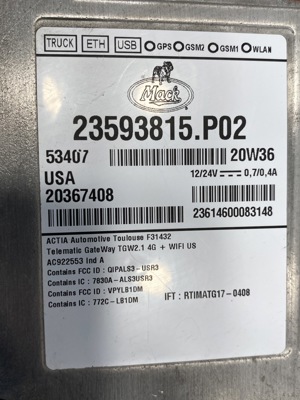 TRUCK ETH USB GPS GSM2 GSM1 WLAN
Mack
23593815.P02
53407 20W36
USA 12/24V 0,7/0,4A
20367408
23614600083148
ACTIA Automotive Toulouse F31432
Telematic GateWay TGW2.1 4G + WIFI US
AC922553 Ind A
Contains FCC ID : QIPALS3-USR3
Contains IC : 7830A-ALS3USR3
Contains FCC ID : VPYLB1DM
Contains IC : 772C-LB1DM
IFT : RTIMATG17-0408